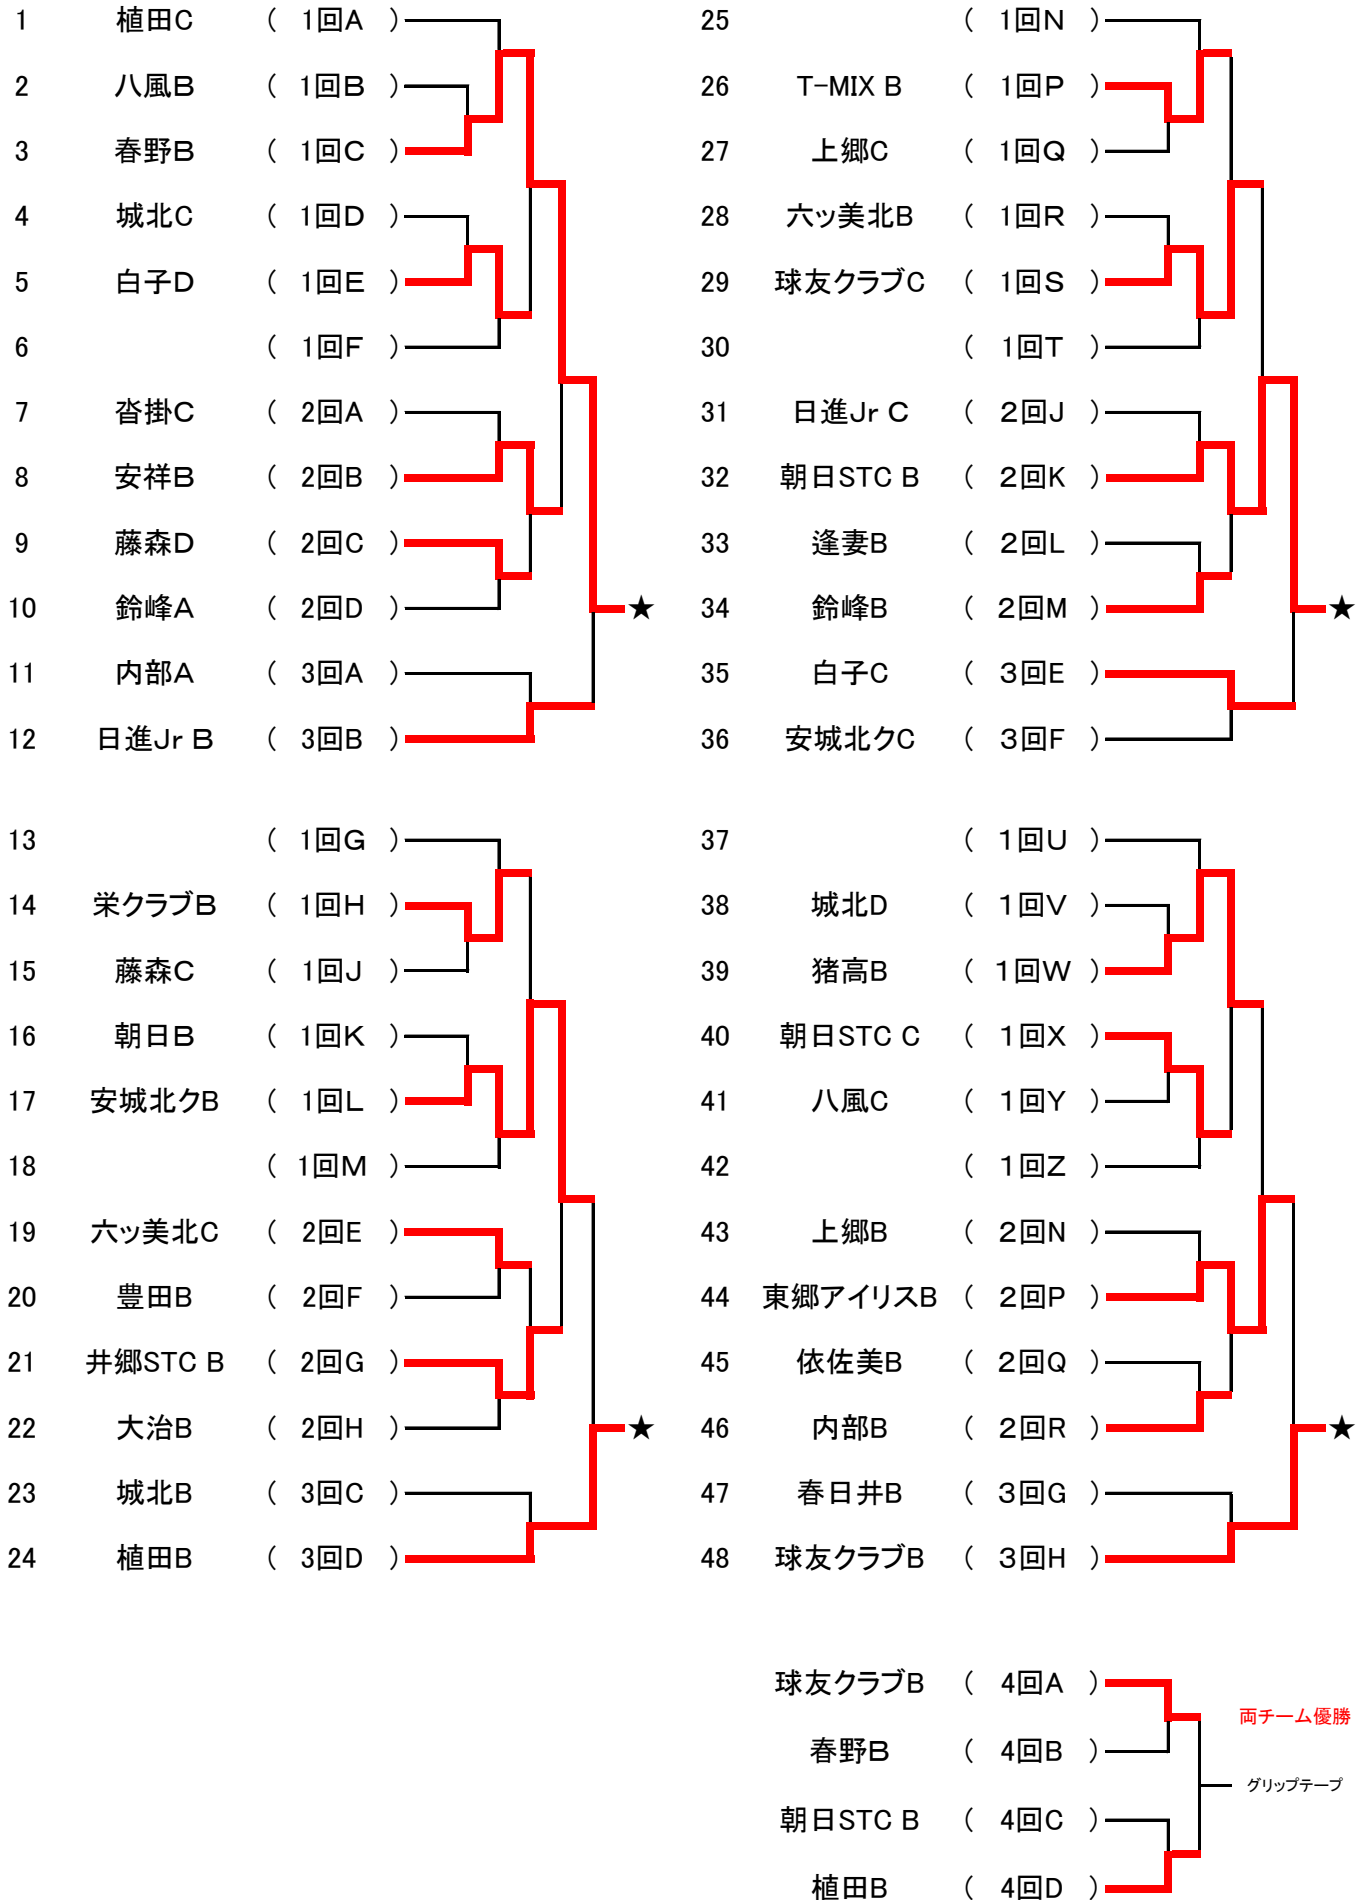 1 植田C ( 1回A )
2 八風B ( 1回B )
3 春野B ( 1回C )
4 城北C ( 1回D )
5 白子D ( 1回E )
6 ( 1回F )
7 沓掛C ( 2回A )
8 安祥B ( 2回B )
9 藤森D ( 2回C )
10 鈴峰A ( 2回D )
★
11 内部A ( 3回A )
12 日進Jr B ( 3回B )
13 ( 1回G )
14 栄クラブB ( 1回H )
15 藤森C ( 1回J )
16 朝日B ( 1回K )
17 安城北クB ( 1回L )
18 ( 1回M )
19 六ッ美北C ( 2回E )
20 豊田B ( 2回F )
21 井郷STC B ( 2回G )
22 大治B ( 2回H )
★
23 城北B ( 3回C )
24 植田B ( 3回D )
25 ( 1回N )
26 T-MIX B ( 1回P )
27 上郷C ( 1回Q )
28 六ッ美北B ( 1回R )
29 球友クラブC ( 1回S )
30 ( 1回T )
31 日進Jr C ( 2回J )
32 朝日STC B ( 2回K )
33 逢妻B ( 2回L )
34 鈴峰B ( 2回M )
★
35 白子C ( 3回E )
36 安城北クC ( 3回F )
37 ( 1回U )
38 城北D ( 1回V )
39 猪高B ( 1回W )
40 朝日STC C ( 1回X )
41 八風C ( 1回Y )
42 ( 1回Z )
43 上郷B ( 2回N )
44 東郷アイリスB ( 2回P )
45 依佐美B ( 2回Q )
46 内部B ( 2回R )
★
47 春日井B ( 3回G )
48 球友クラブB ( 3回H )
球友クラブB ( 4回A )
両チーム優勝
春野B ( 4回B )
グリップテープ
朝日STC B ( 4回C )
植田B ( 4回D )